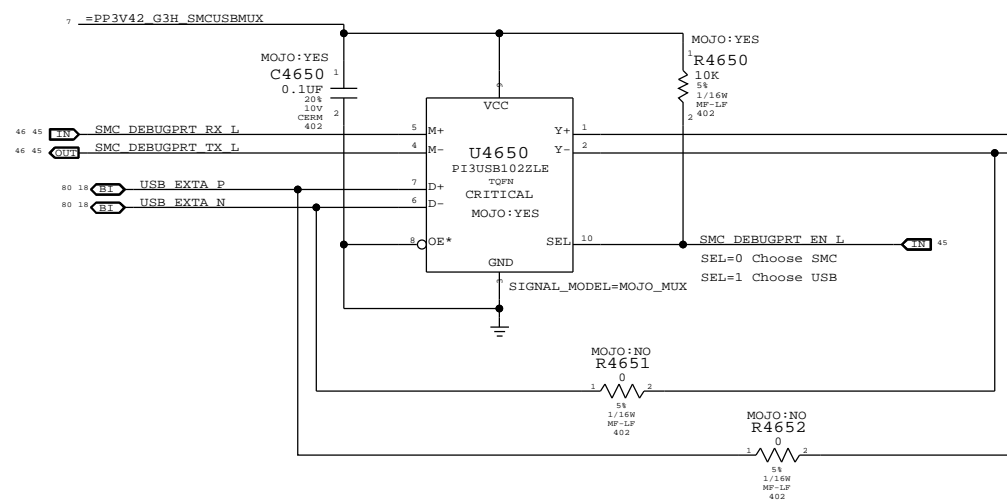 7 =PP3V42_G3H_SMCUSBMUX
MOJO:YES
C4650 1
0.1UF
20%
10V
CERM 2
402
MOJO:YES
1 R4650
10K
5%
1/16W
MF-LF
2 402
VCC
46 45 IN SMC_DEBUGPRT_RX_L 5 M+ Y+ 1
46 45 OUT SMC_DEBUGPRT_TX_L 4 M- Y- 2
U4650
PI3USB102ZLE
TQFN
CRITICAL
MOJO:YES
80 18 BI USB_EXTA_P 7 D+
80 18 BI USB_EXTA_N 6 D-
8 OE* SEL 10 SMC_DEBUGPRT_EN_L IN 45
SEL=0 Choose SMC
SEL=1 Choose USB
GND
3
SIGNAL_MODEL=MOJO_MUX
MOJO:NO
R4651
1 0 2
5%
1/16W
MF-LF
402
MOJO:NO
R4652
1 0 2
5%
1/16W
MF-LF
402